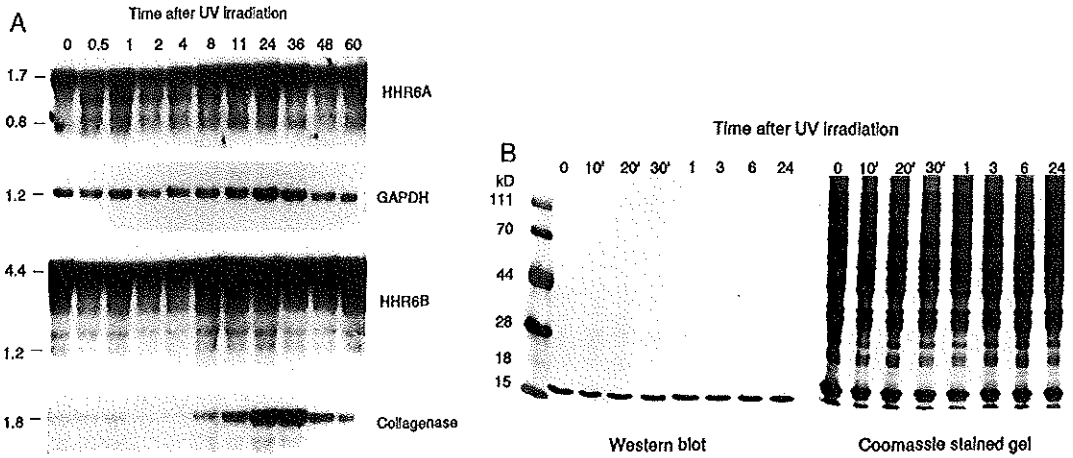 A
Time after UV irradiation
0 0.5 1 2 4 8 11 24 36 48 60
1.7
HHR6A
0.8
1.2
GAPDH
4.4
HHR6B
1.2
1.8
Collagenase
B
Time after UV irradiation
0 10' 20' 30' 1 3 6 24
0 10' 20' 30' 1 3 6 24
kD
111
70
44
28
18
15
Western blot
Coomassie stained gel